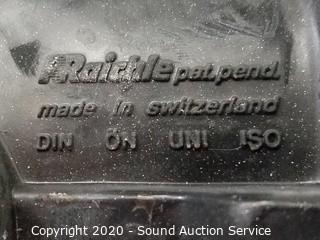 Raichle pat.pend.
made in switzerland
DIN ÖN UNI ISO
Copyright 2020 - Sound Auction Service